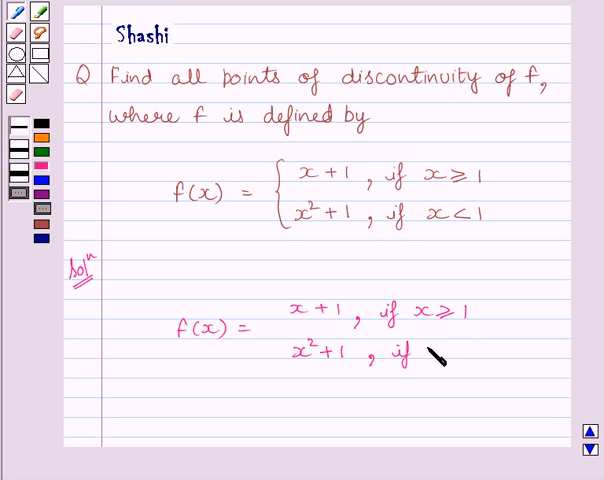 Shashi
Q Find all points of discontinuity of f,
where f is defined by
f(x) = { x+1, if x ≥ 1
x²+1, if x < 1
Solⁿ
f(x) = x+1, if x ≥ 1
x²+1, if